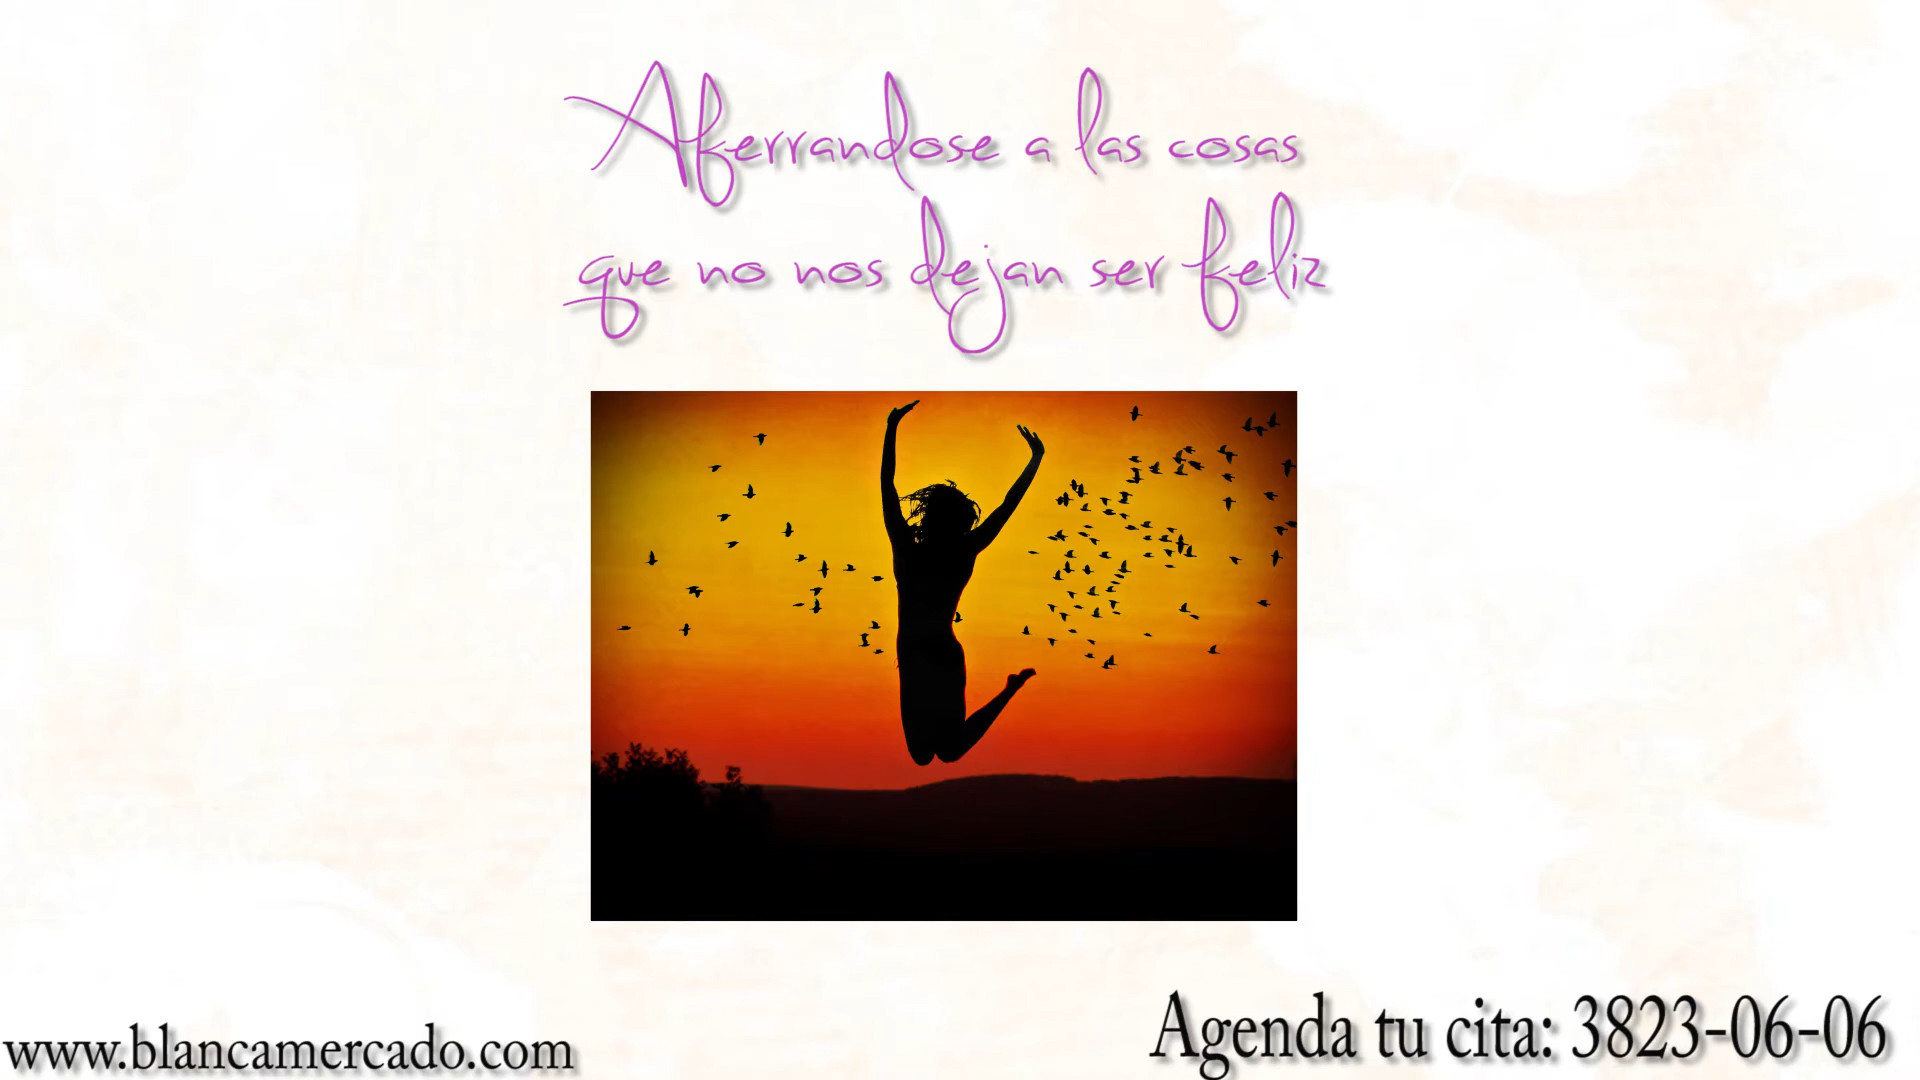 Aferrandose a las cosas
que no nos dejan ser feliz
www.blancamercado.com
Agenda tu cita: 3823-06-06